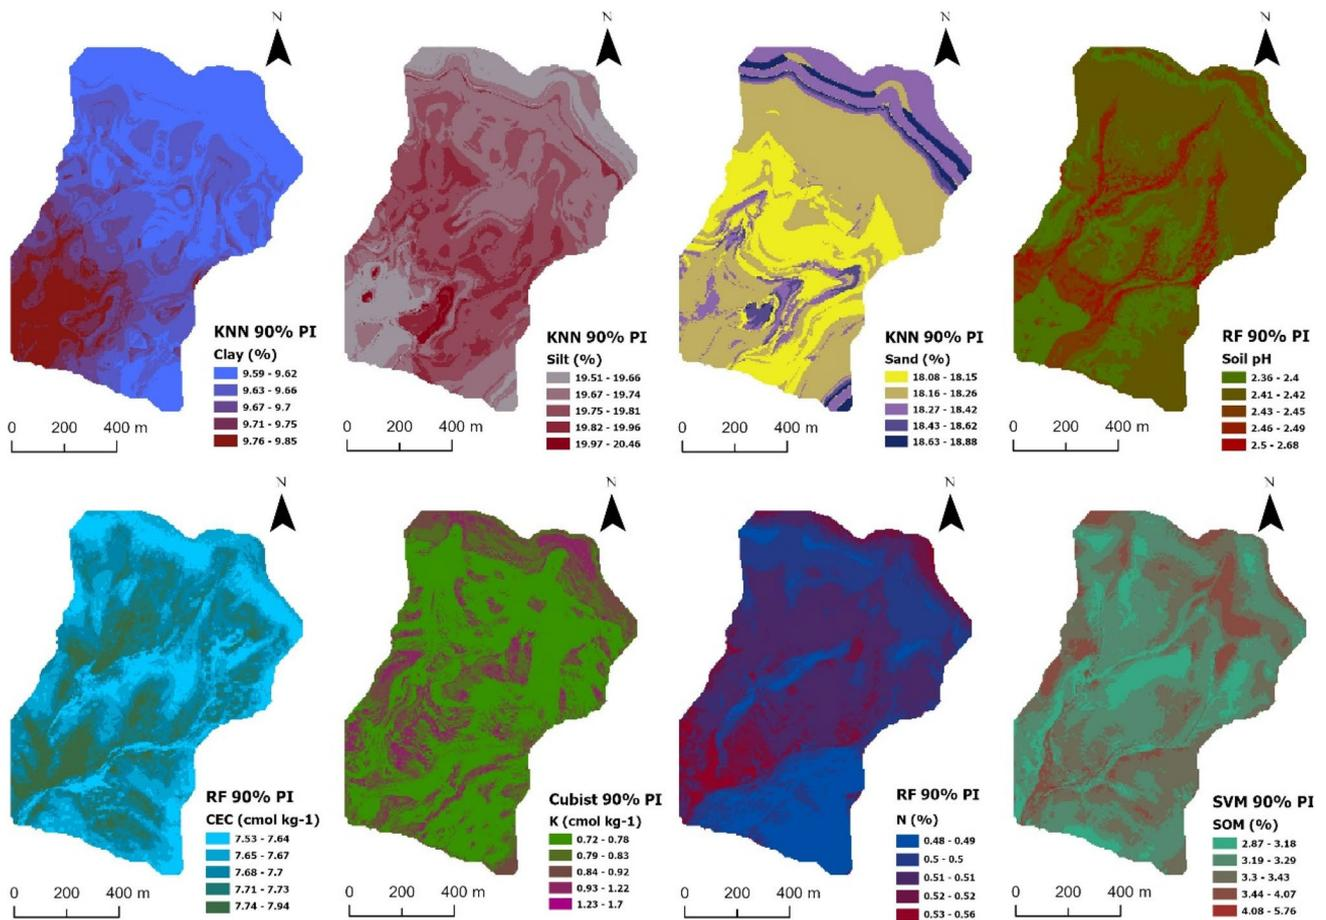 N
N
N
N
KNN 90% PI
Clay (%)
9.59 - 9.62
9.63 - 9.66
9.67 - 9.7
9.71 - 9.75
9.76 - 9.85
0 200 400 m
KNN 90% PI
Silt (%)
19.51 - 19.66
19.67 - 19.74
19.75 - 19.81
19.82 - 19.96
19.97 - 20.46
0 200 400 m
KNN 90% PI
Sand (%)
18.08 - 18.15
18.16 - 18.26
18.27 - 18.42
18.43 - 18.62
18.63 - 18.88
0 200 400 m
RF 90% PI
Soil pH
2.36 - 2.4
2.41 - 2.42
2.43 - 2.45
2.46 - 2.49
2.5 - 2.68
0 200 400 m
N
N
N
N
RF 90% PI
CEC (cmol kg-1)
7.53 - 7.64
7.65 - 7.67
7.68 - 7.7
7.71 - 7.73
7.74 - 7.94
0 200 400 m
Cubist 90% PI
K (cmol kg-1)
0.72 - 0.78
0.79 - 0.83
0.84 - 0.92
0.93 - 1.22
1.23 - 1.7
0 200 400 m
RF 90% PI
N (%)
0.48 - 0.49
0.5 - 0.5
0.51 - 0.51
0.52 - 0.52
0.53 - 0.56
0 200 400 m
SVM 90% PI
SOM (%)
2.87 - 3.18
3.19 - 3.29
3.3 - 3.43
3.44 - 4.07
4.08 - 5.76
0 200 400 m